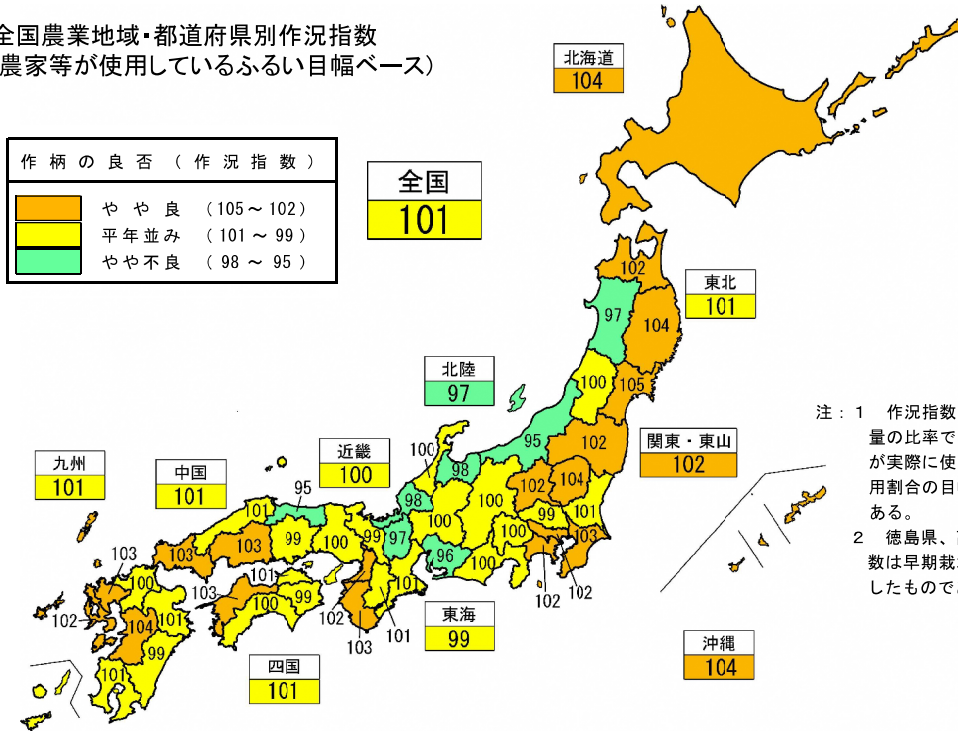 全国農業地域・都道府県別作況指数
農家等が使用しているふるい目幅ベース）
作柄の良否（作況指数）
やや良 （105～102）
平年並み （101～99）
やや不良 （98～95）
全国
101
北海道
104
東北
101
北陸
97
関東・東山
102
近畿
100
中国
101
九州
101
東海
99
四国
101
沖縄
104
102
97
104
100
105
95
102
100
98
98
100
102
104
100
99
101
103
100
97
99
96
100
102
102
95
101
99
100
103
103
101
101
102
103
101
103
100
99
103
100
102
104
101
99
101
注：１ 作況指数
量の比率で
が実際に使
用割合の目
ある。
２ 徳島県、
数は早期栽
したもので